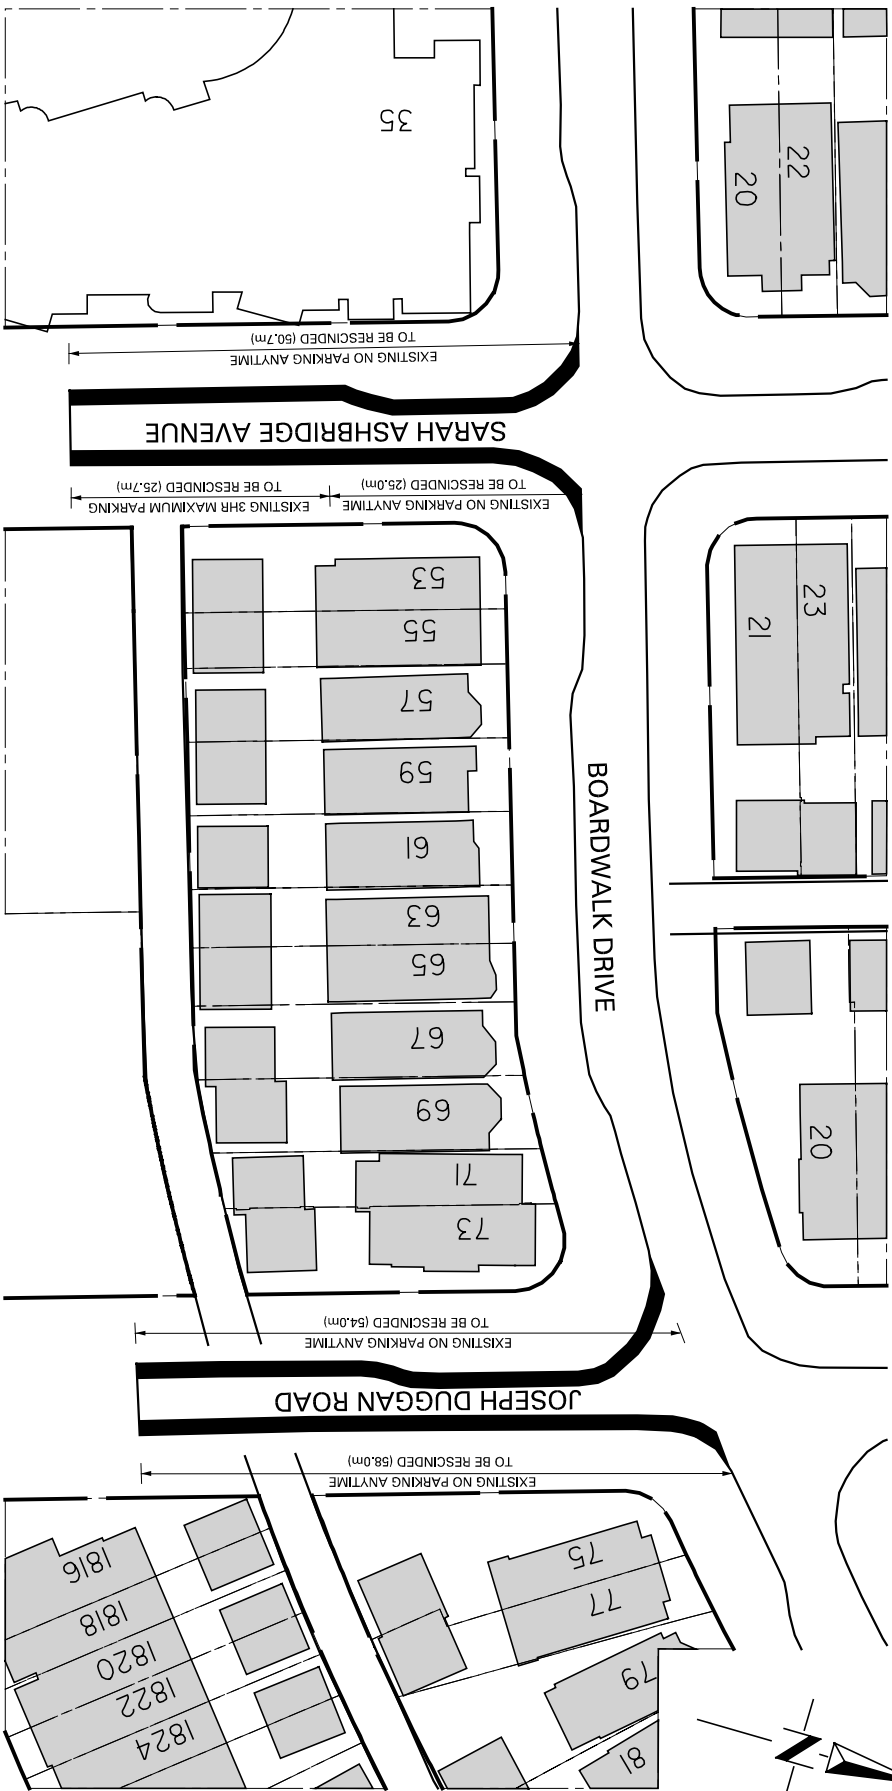 35
20
22
TO BE RESCINDED (50.7m)
EXISTING NO PARKING ANYTIME
SARAH ASHBRIDGE AVENUE
EXISTING 3HR MAXIMUM PARKING
TO BE RESCINDED (25.7m)
EXISTING NO PARKING ANYTIME
TO BE RESCINDED (25.0m)
53
55
57
59
61
63
65
67
69
71
73
21
23
BOARDWALK DRIVE
20
EXISTING NO PARKING ANYTIME
TO BE RESCINDED (54.0m)
JOSEPH DUGGAN ROAD
EXISTING NO PARKING ANYTIME
TO BE RESCINDED (58.0m)
1816
1818
1820
1822
1824
75
77
79
81
N